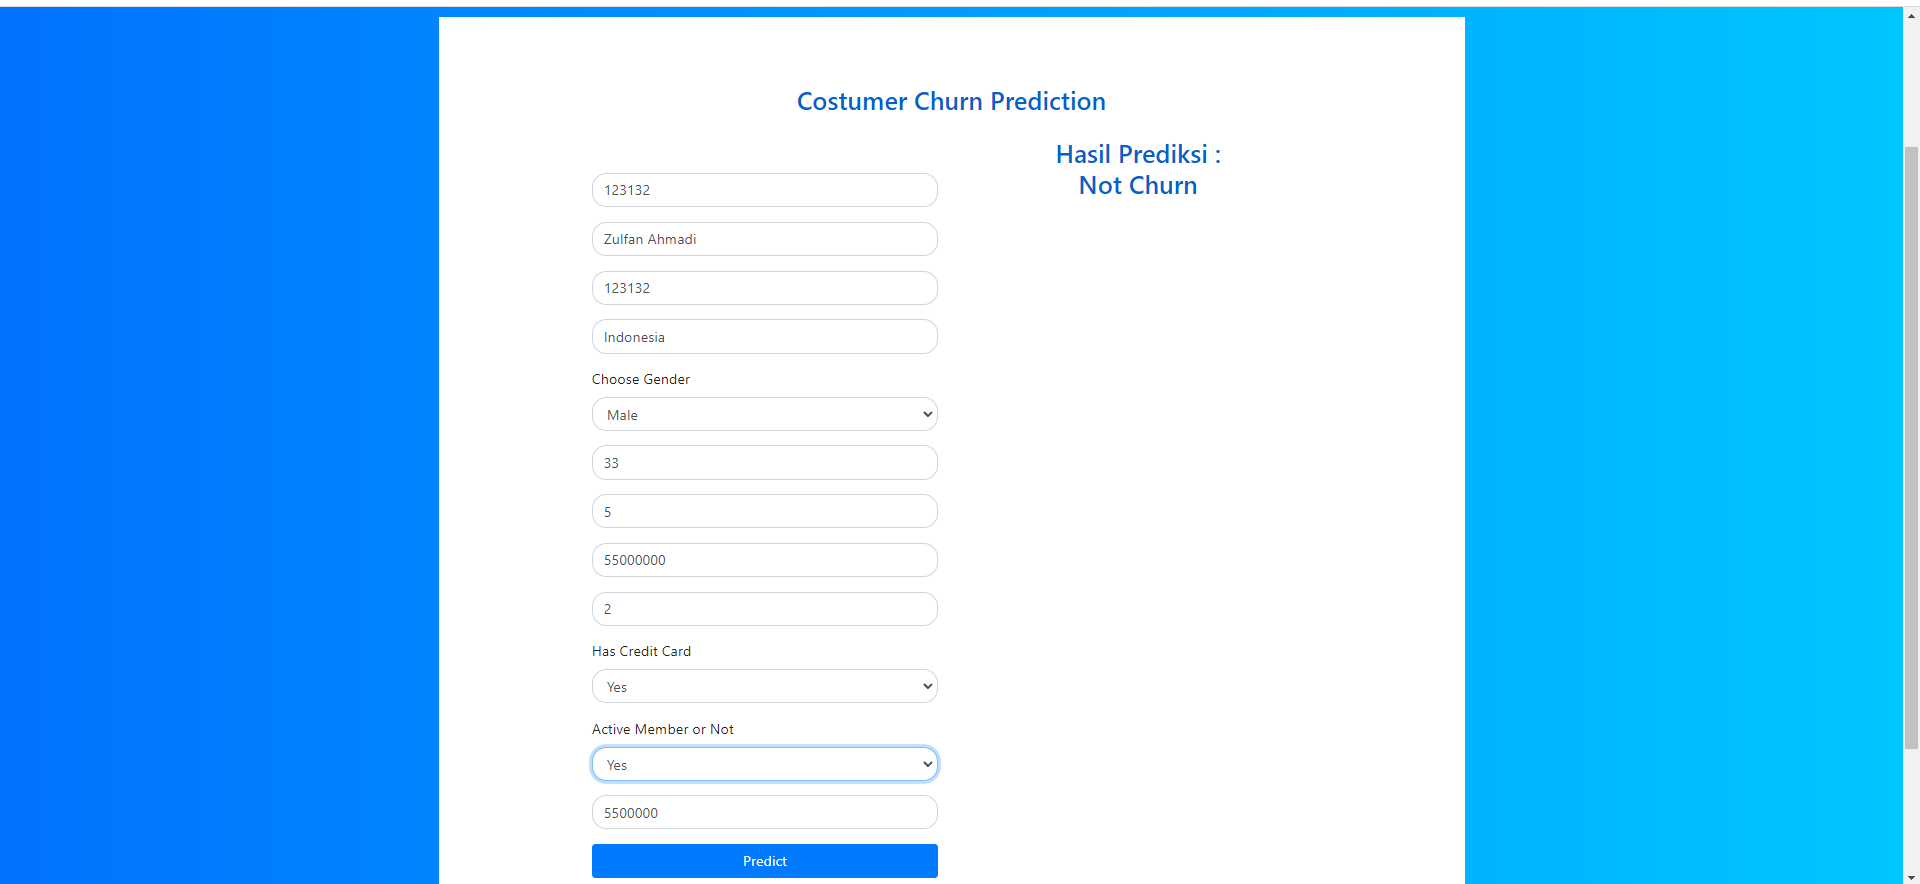 Costumer Churn Prediction
Hasil Prediksi :
Not Churn
123132
Zulfan Ahmadi
123132
Indonesia
Choose Gender
Male
33
5
55000000
2
Has Credit Card
Yes
Active Member or Not
Yes
5500000
Predict